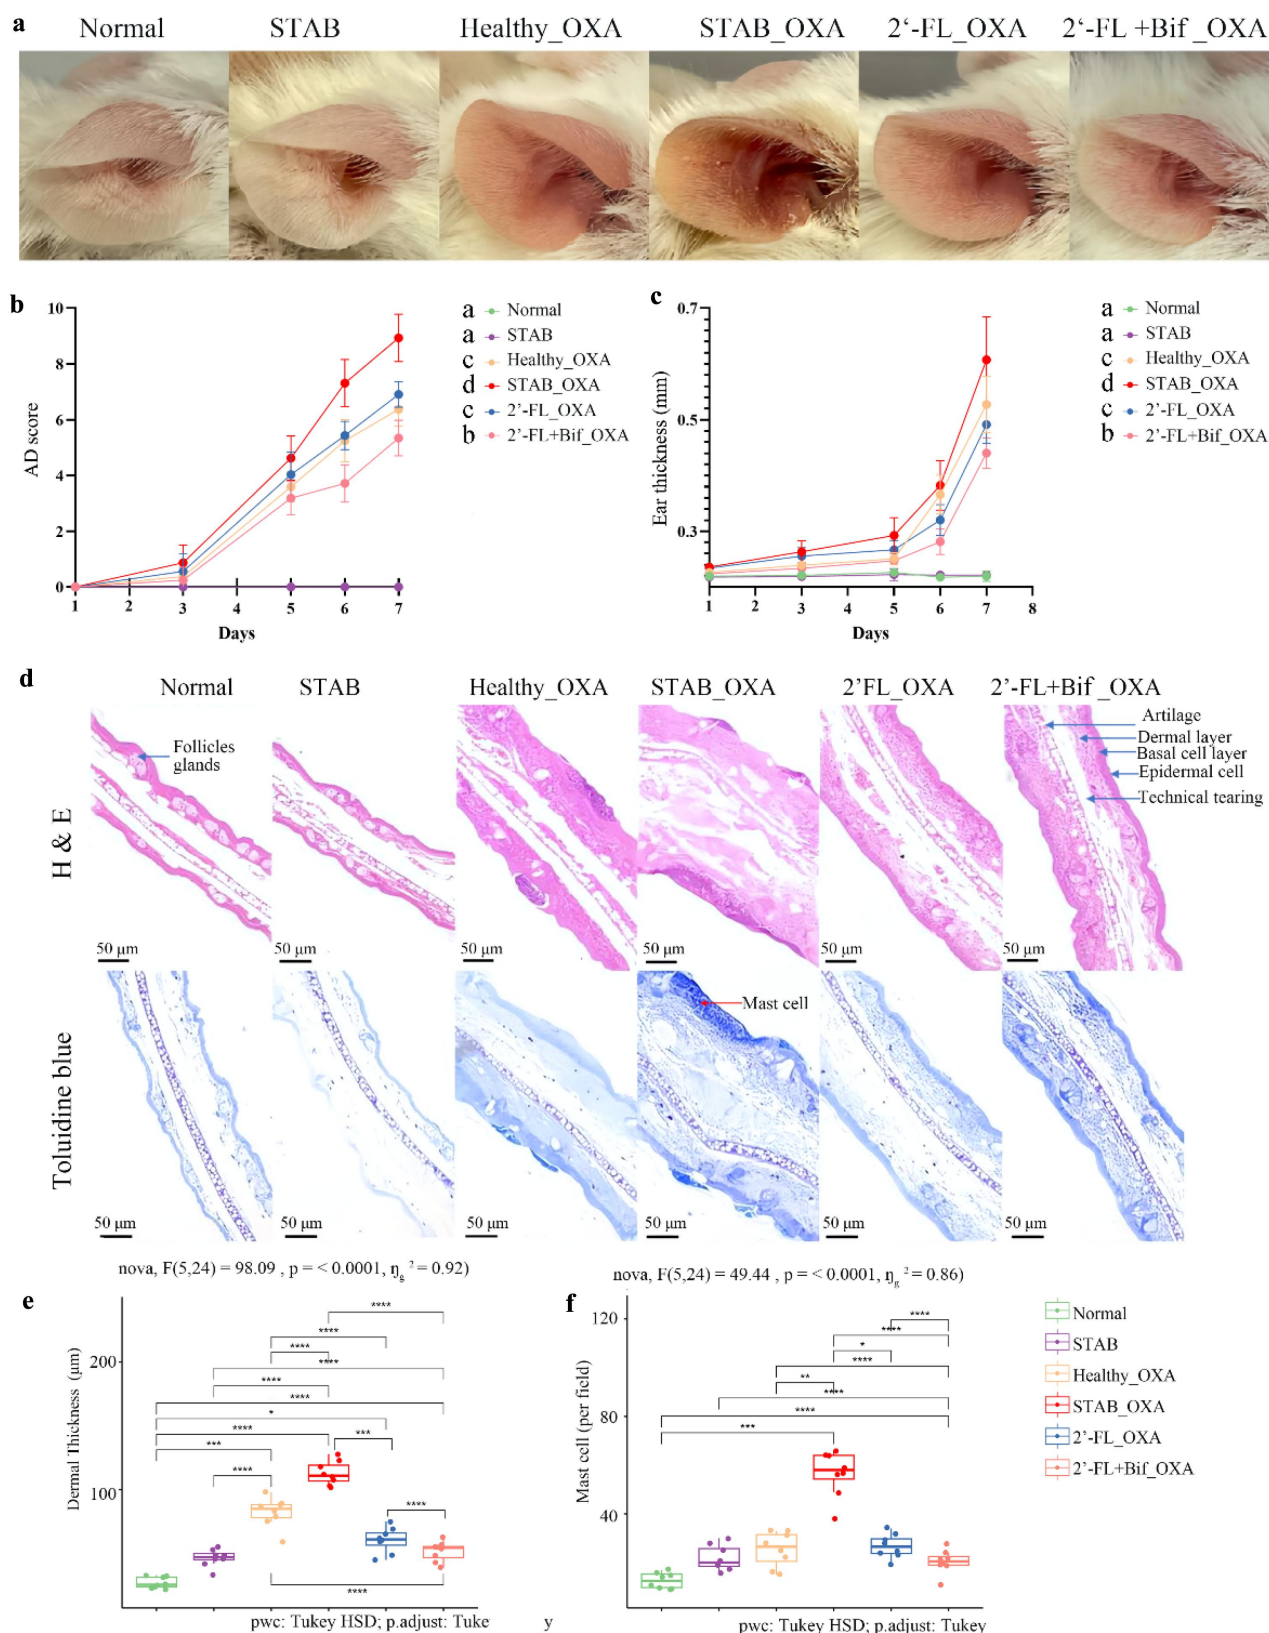 a
Normal STAB Healthy_OXA STAB_OXA 2‘-FL_OXA 2‘-FL +Bif _OXA
b
10
8
6
4
2
0
AD score
1 2 3 4 5 6 7
Days
a Normal
a STAB
c Healthy_OXA
d STAB_OXA
c 2’-FL_OXA
b 2’-FL+Bif_OXA
c
0.7
0.5
0.3
Ear thickness (mm)
1 2 3 4 5 6 7 8
Days
a Normal
a STAB
c Healthy_OXA
d STAB_OXA
c 2’-FL_OXA
b 2’-FL+Bif_OXA
d
Normal STAB Healthy_OXA STAB_OXA 2’FL_OXA 2’-FL+Bif _OXA
H & E
Follicles
glands
Artilage
Dermal layer
Basal cell layer
Epidermal cell
Technical tearing
50 μm 50 μm 50 μm 50 μm 50 μm 50 μm
Toluidine blue
Mast cell
50 μm 50 μm 50 μm 50 μm 50 μm 50 μm
nova, F(5,24) = 98.09 , p = < 0.0001, ηg ² = 0.92)
e
200
100
Dermal Thickness (μm)
****
****
****
****
****
****
*
****
***
***
****
****
****
pwc: Tukey HSD; p.adjust: Tuke y
nova, F(5,24) = 49.44 , p = < 0.0001, ηg ² = 0.86)
f
120
80
40
Mast cell (per field)
****
****
*
****
**
****
****
***
pwc: Tukey HSD; p.adjust: Tukey
Normal
STAB
Healthy_OXA
STAB_OXA
2’-FL_OXA
2’-FL+Bif_OXA